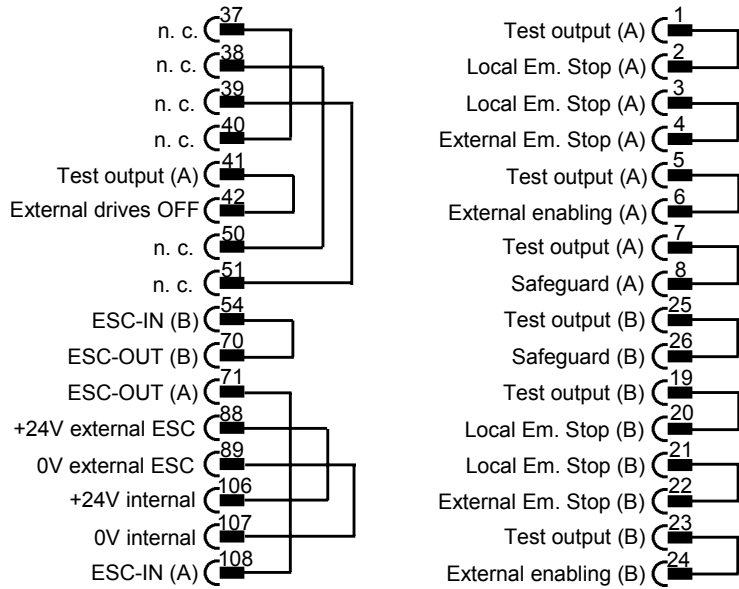 37
n. c.
38
n. c.
39
n. c.
40
n. c.
41
Test output (A)
42
External drives OFF
50
n. c.
51
n. c.
54
ESC-IN (B)
70
ESC-OUT (B)
71
ESC-OUT (A)
88
+24V external ESC
89
0V external ESC
106
+24V internal
107
0V internal
108
ESC-IN (A)
1
Test output (A)
2
Local Em. Stop (A)
3
Local Em. Stop (A)
4
External Em. Stop (A)
5
Test output (A)
6
External enabling (A)
7
Test output (A)
8
Safeguard (A)
25
Test output (B)
26
Safeguard (B)
19
Test output (B)
20
Local Em. Stop (B)
21
Local Em. Stop (B)
22
External Em. Stop (B)
23
Test output (B)
24
External enabling (B)